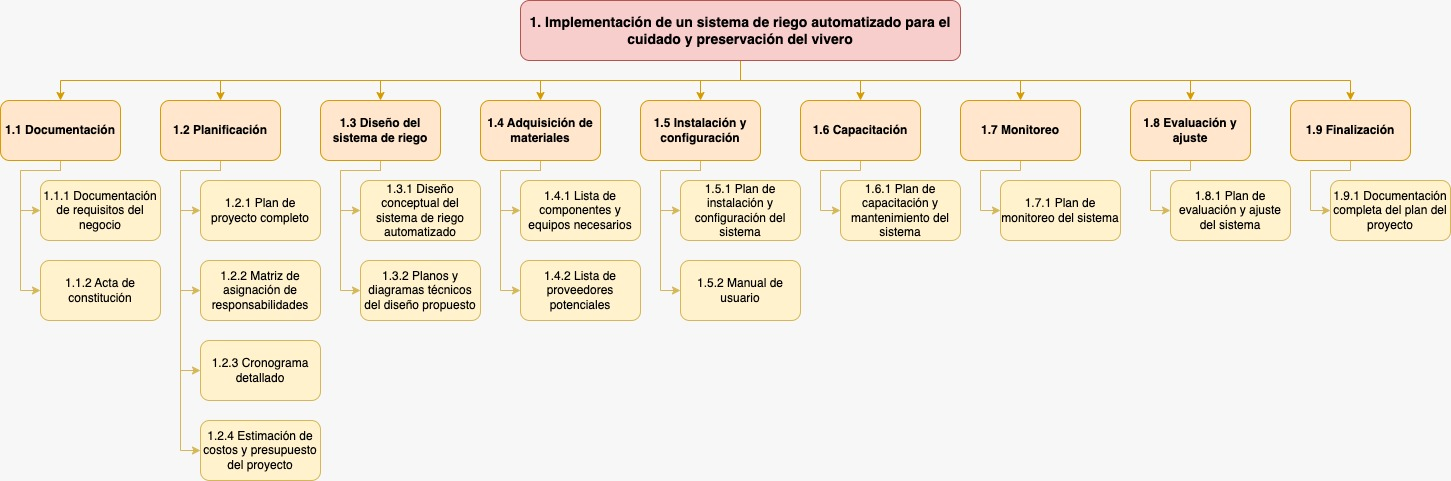 1. Implementación de un sistema de riego automatizado para el
cuidado y preservación del vivero
1.1 Documentación
1.2 Planificación
1.3 Diseño del
sistema de riego
1.4 Adquisición de
materiales
1.5 Instalación y
configuración
1.6 Capacitación
1.7 Monitoreo
1.8 Evaluación y
ajuste
1.9 Finalización
1.1.1 Documentación
de requisitos del
negocio
1.2.1 Plan de
proyecto completo
1.3.1 Diseño
conceptual del
sistema de riego
automatizado
1.4.1 Lista de
componentes y
equipos necesarios
1.5.1 Plan de
instalación y
configuración del
sistema
1.6.1 Plan de
capacitación y
mantenimiento del
sistema
1.7.1 Plan de
monitoreo del sistema
1.8.1 Plan de
evaluación y ajuste
del sistema
1.9.1 Documentación
completa del plan del
proyecto
1.1.2 Acta de
constitución
1.2.2 Matriz de
asignación de
responsabilidades
1.3.2 Planos y
diagramas técnicos
del diseño propuesto
1.4.2 Lista de
proveedores
potenciales
1.5.2 Manual de
usuario
1.2.3 Cronograma
detallado
1.2.4 Estimación de
costos y presupuesto
del proyecto